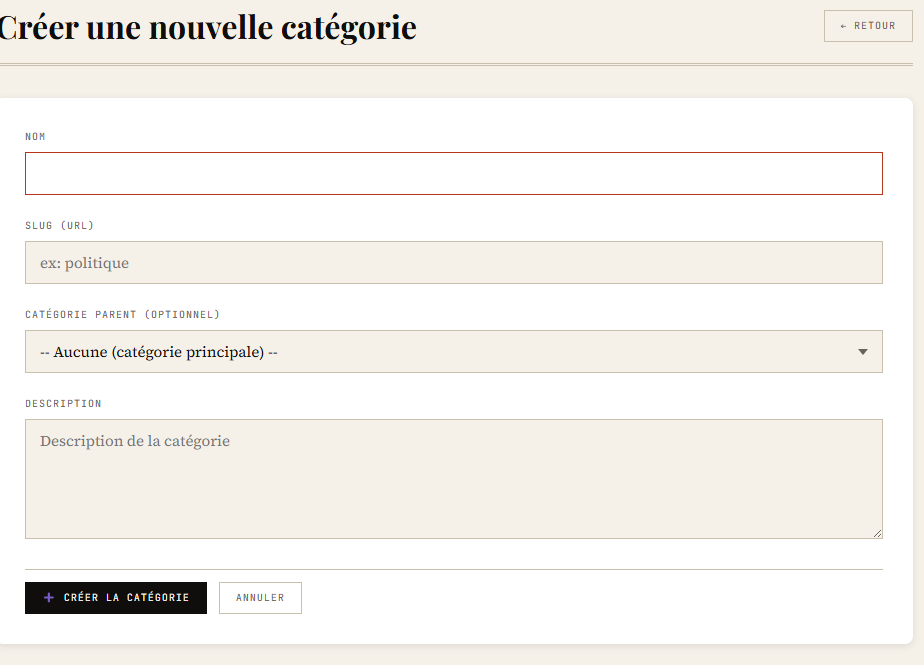 Créer une nouvelle catégorie
← RETOUR
NOM
SLUG (URL)
ex: politique
CATÉGORIE PARENT (OPTIONNEL)
-- Aucune (catégorie principale) --
DESCRIPTION
Description de la catégorie
+ CRÉER LA CATÉGORIE
ANNULER